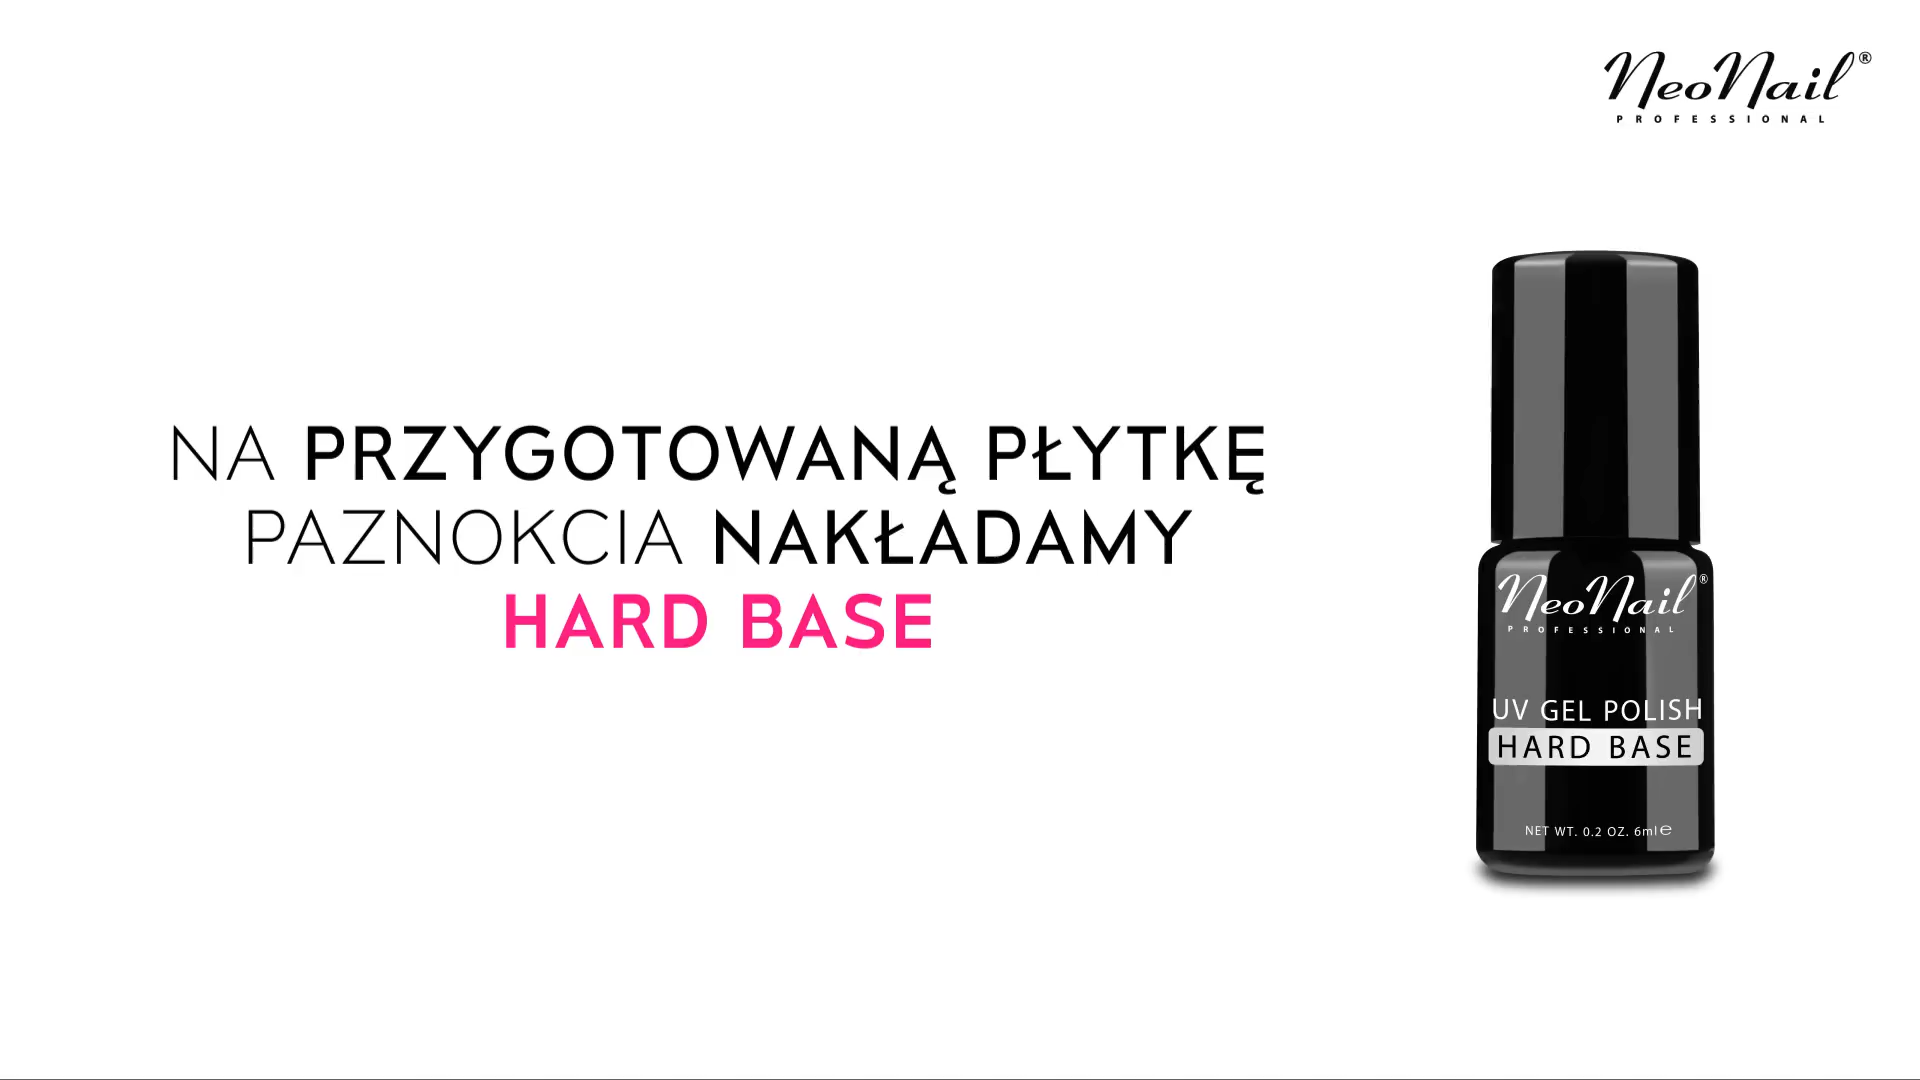 NeoNail®
PROFESSIONAL
NA PRZYGOTOWANĄ PŁYTKĘ
PAZNOKCIA NAKŁADAMY
HARD BASE
NeoNail®
PROFESSIONAL
UV GEL POLISH
HARD BASE
NET WT. 0.2 OZ. 6ml℮